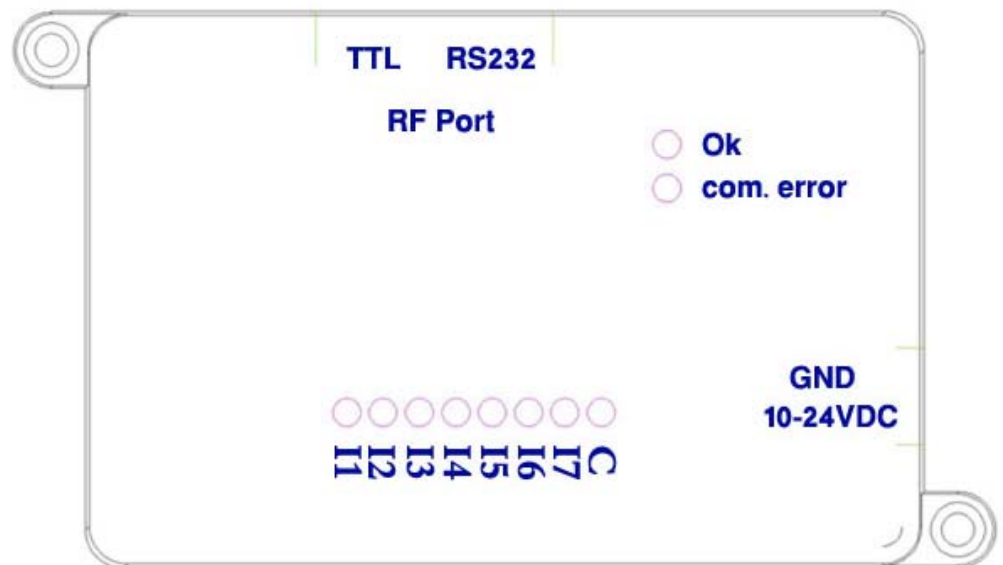 TTL RS232
RF Port
Ok
com. error
GND
10-24VDC
I1 I2 I3 I4 I5 I6 I7 C